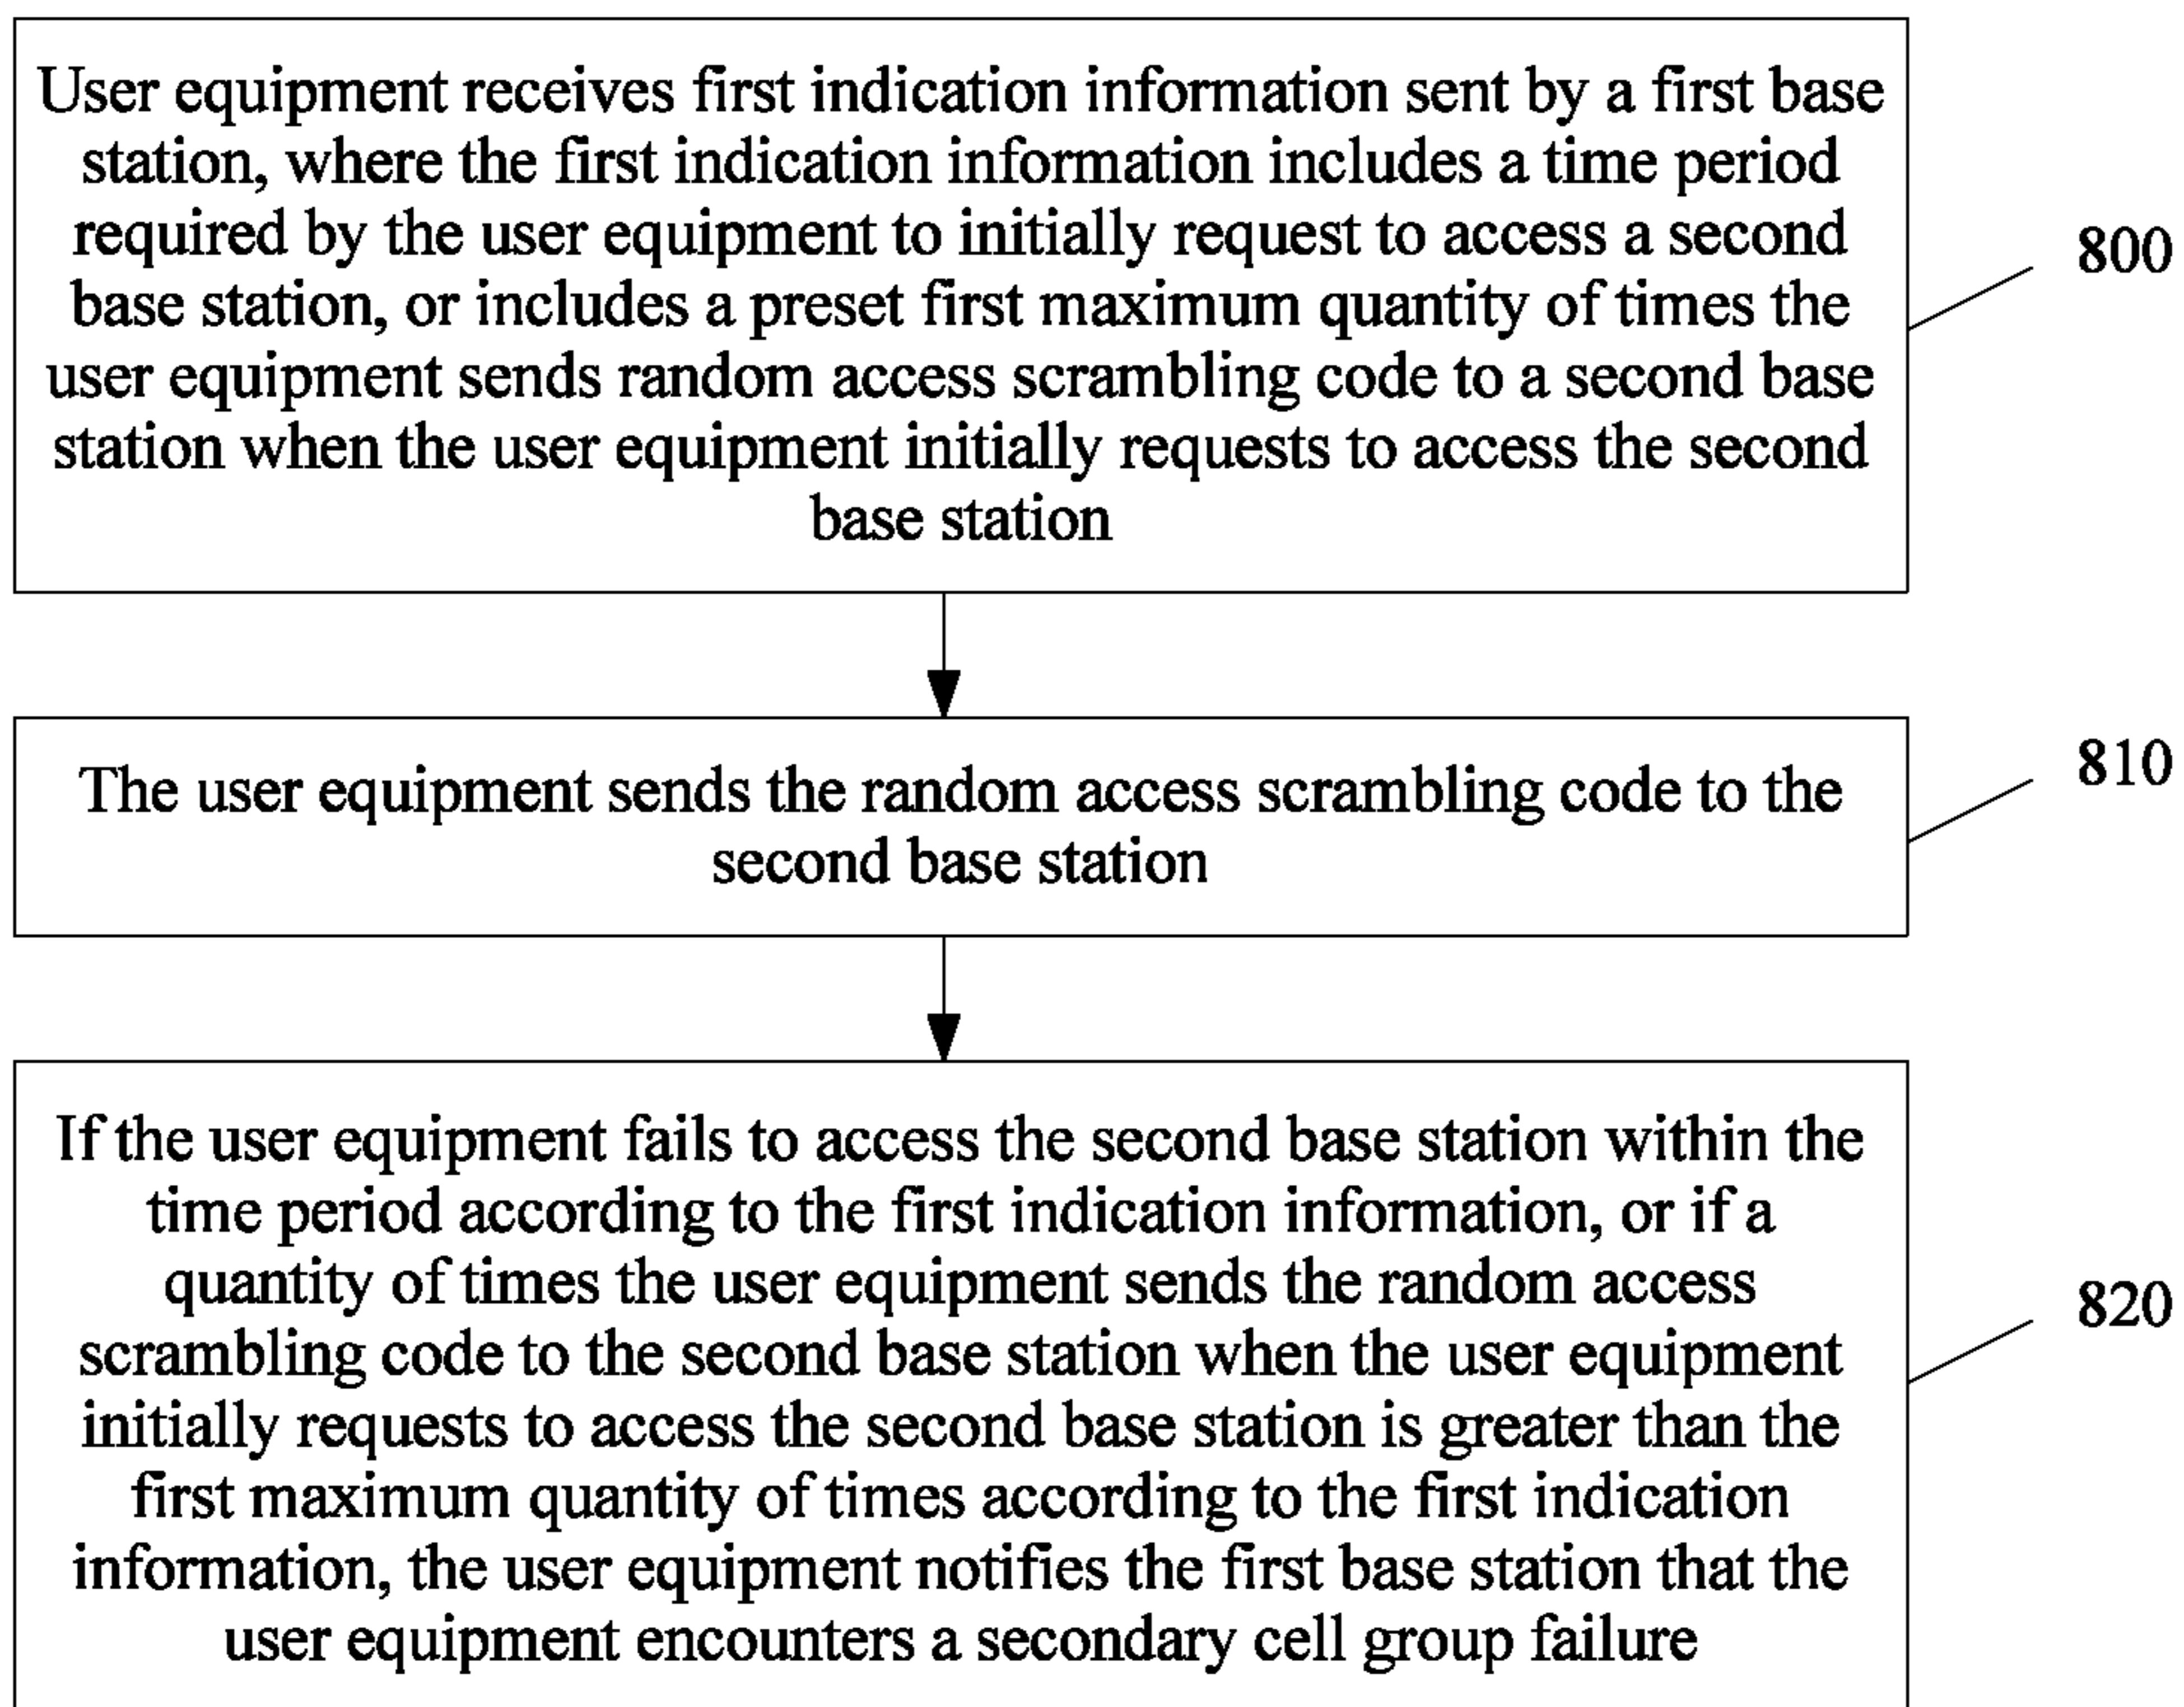 User equipment receives first indication information sent by a first base
station, where the first indication information includes a time period
required by the user equipment to initially request to access a second
base station, or includes a preset first maximum quantity of times the
user equipment sends random access scrambling code to a second base
station when the user equipment initially requests to access the second
base station
800
The user equipment sends the random access scrambling code to the
second base station
810
If the user equipment fails to access the second base station within the
time period according to the first indication information, or if a
quantity of times the user equipment sends the random access
scrambling code to the second base station when the user equipment
initially requests to access the second base station is greater than the
first maximum quantity of times according to the first indication
information, the user equipment notifies the first base station that the
user equipment encounters a secondary cell group failure
820